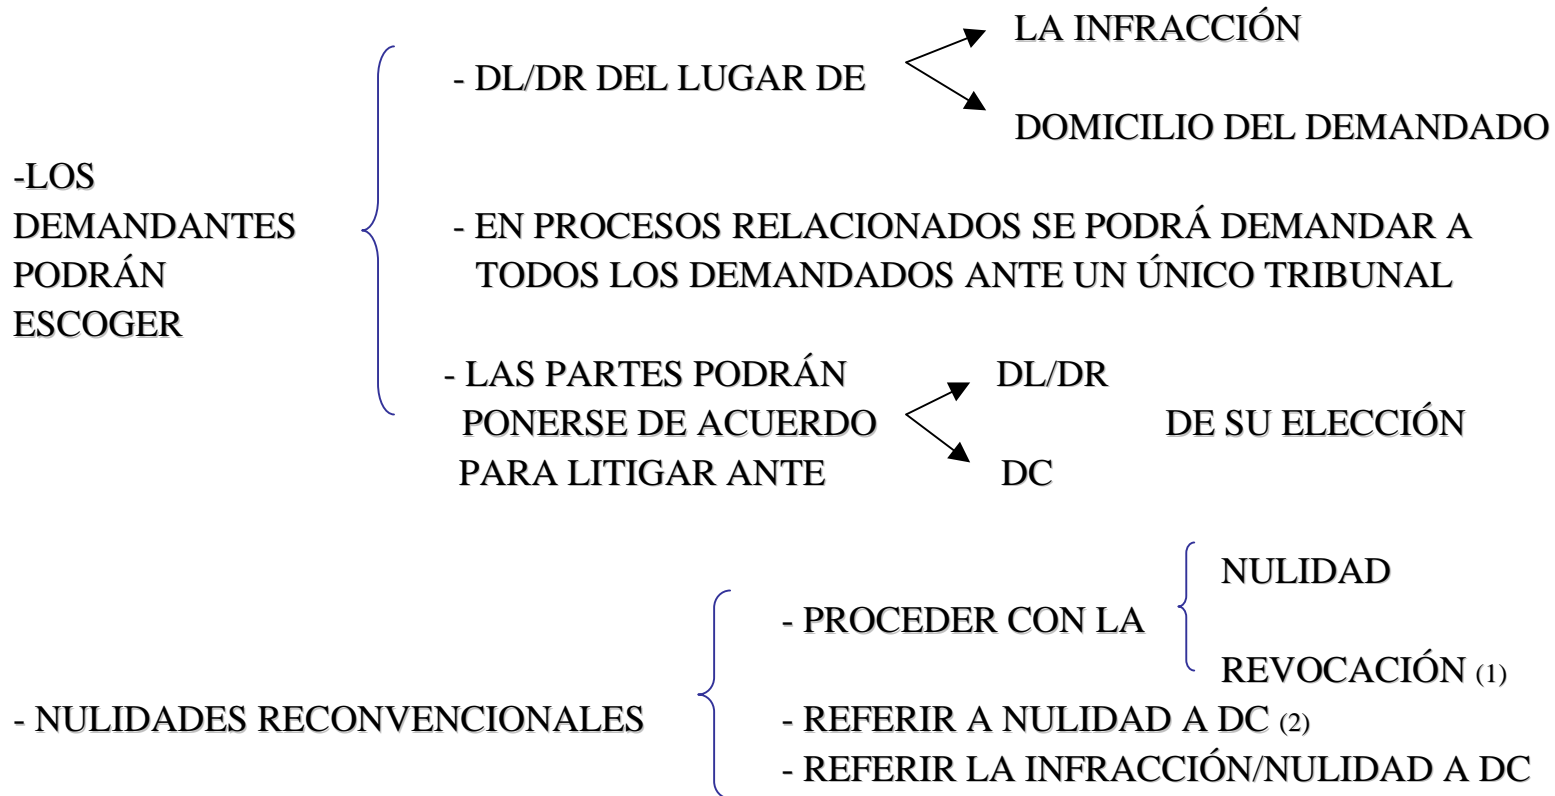 LA INFRACCIÓN
- DL/DR DEL LUGAR DE
DOMICILIO DEL DEMANDADO
-LOS
DEMANDANTES
PODRÁN
ESCOGER
- EN PROCESOS RELACIONADOS SE PODRÁ DEMANDAR A
TODOS LOS DEMANDADOS ANTE UN ÚNICO TRIBUNAL
- LAS PARTES PODRÁN
PONERSE DE ACUERDO
PARA LITIGAR ANTE
DL/DR
DE SU ELECCIÓN
DC
NULIDAD
- PROCEDER CON LA
REVOCACIÓN (1)
- NULIDADES RECONVENCIONALES
- REFERIR A NULIDAD A DC (2)
- REFERIR LA INFRACCIÓN/NULIDAD A DC